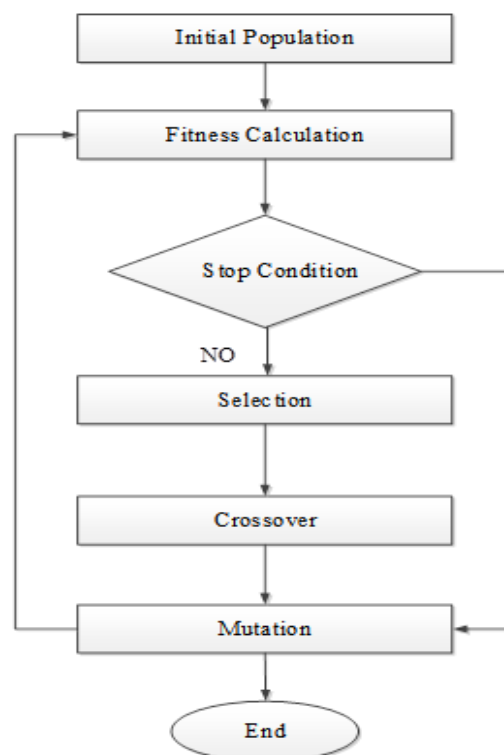 Initial Population
Fitness Calculation
Stop Condition
NO
Selection
Crossover
Mutation
End